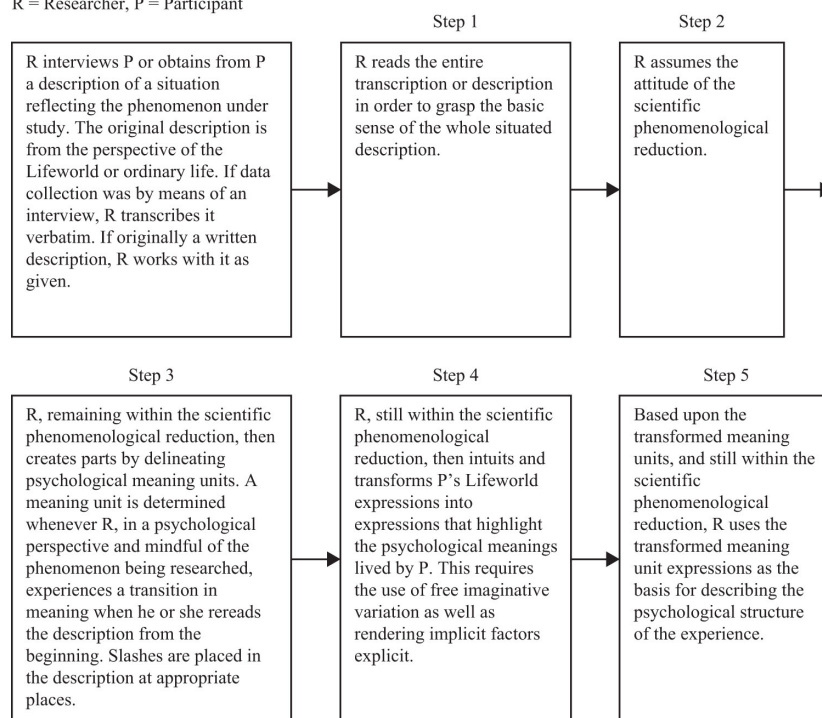 R = Researcher, P = Participant
Step 1
Step 2
R interviews P or obtains from P
a description of a situation
reflecting the phenomenon under
study. The original description is
from the perspective of the
Lifeworld or ordinary life. If data
collection was by means of an
interview, R transcribes it
verbatim. If originally a written
description, R works with it as
given.
R reads the entire
transcription or description
in order to grasp the basic
sense of the whole situated
description.
R assumes the
attitude of the
scientific
phenomenological
reduction.
Step 3
Step 4
Step 5
R, remaining within the scientific
phenomenological reduction, then
creates parts by delineating
psychological meaning units. A
meaning unit is determined
whenever R, in a psychological
perspective and mindful of the
phenomenon being researched,
experiences a transition in
meaning when he or she rereads
the description from the
beginning. Slashes are placed in
the description at appropriate
places.
R, still within the scientific
phenomenological
reduction, then intuits and
transforms P’s Lifeworld
expressions into
expressions that highlight
the psychological meanings
lived by P. This requires
the use of free imaginative
variation as well as
rendering implicit factors
explicit.
Based upon the
transformed meaning
units, and still within the
scientific
phenomenological
reduction, R uses the
transformed meaning
unit expressions as the
basis for describing the
psychological structure
of the experience.